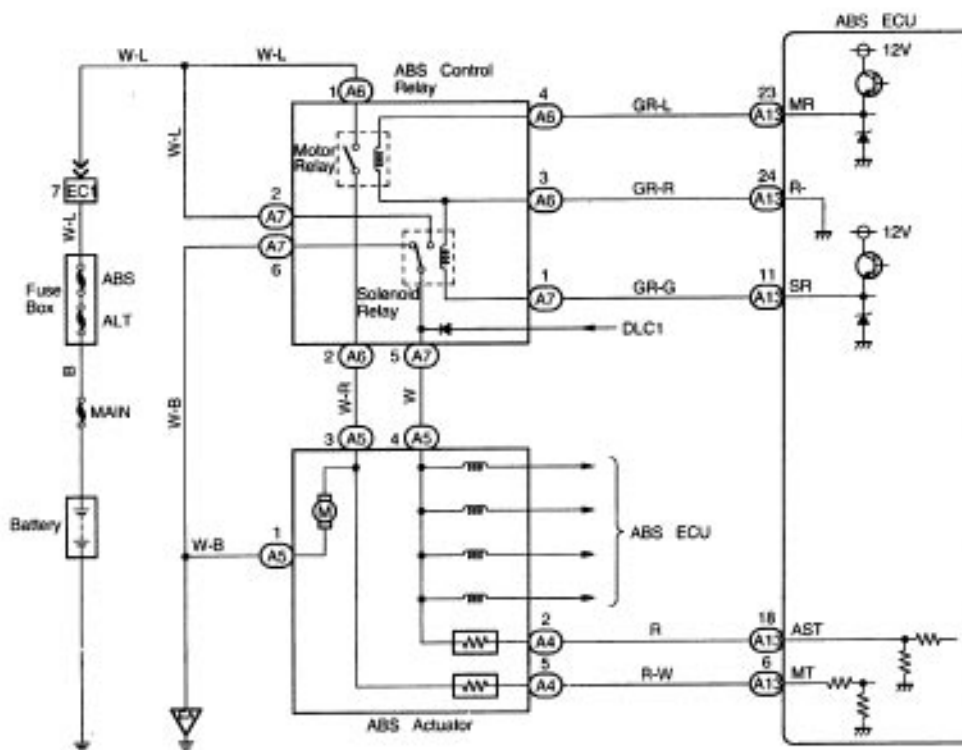 ABS ECU
W-L
W-L
12V
ABS Control
Relay
1 A6
4
A6
GR-L
23
A13
MR
W-L
Motor
Relay
3
A6
GR-R
24
A13
R-
7 EC1
2
A7
A7
6
12V
W-L
Fuse
Box
ABS
ALT
Solenoid
Relay
1
A7
GR-G
11
A13
SR
DLC1
2 A6
5 A7
B
MAIN
W-B
W-R
W
3 A5
4 A5
Battery
M
1
A5
W-B
ABS ECU
2
A4
R
18
A13
AST
5
A4
R-W
6
A13
MT
ABS Actuator